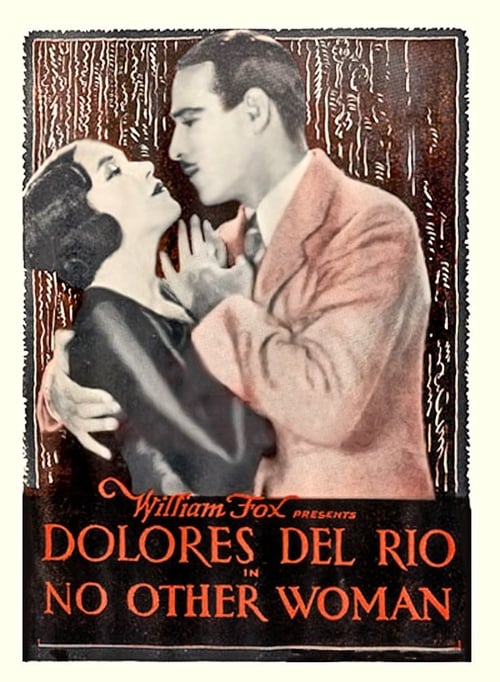 William Fox PRESENTS
DOLORES DEL RIO
IN
NO OTHER WOMAN